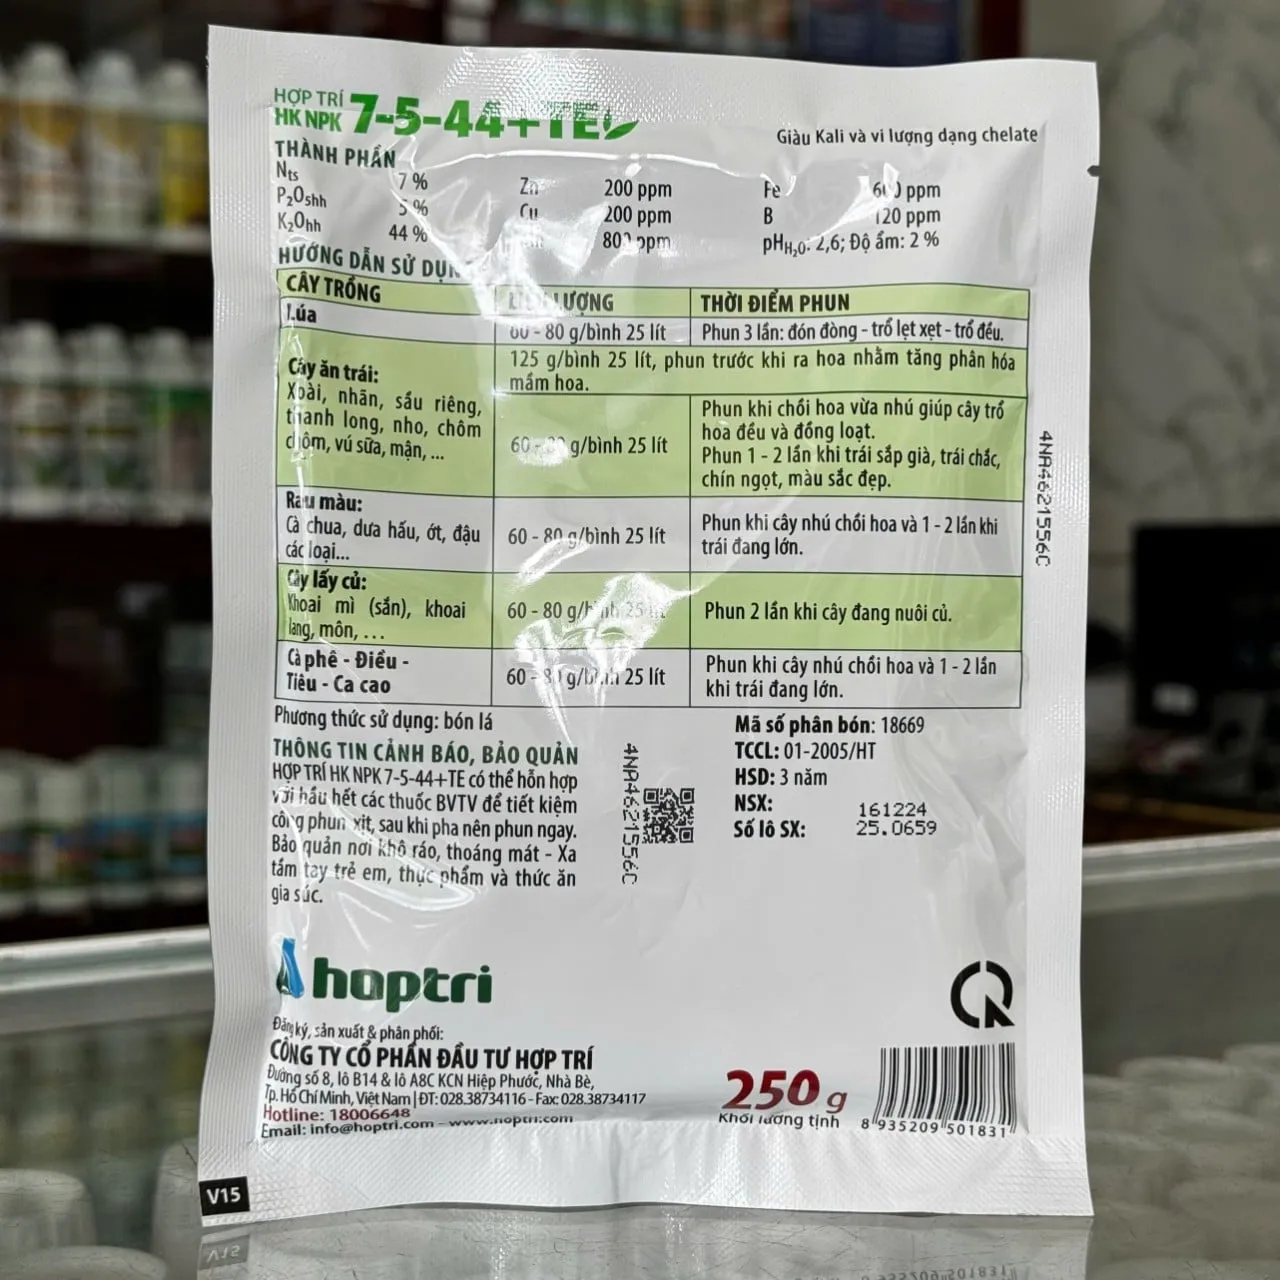 HỢP TRÍ
HK NPK 7-5-44+TE
Giàu Kali và vi lượng dạng chelate
THÀNH PHẦN
Nts 7 % Zn 200 ppm Fe 600 ppm
P2O5hh 5 % Cu 200 ppm B 120 ppm
K2Ohh 44 % 800 ppm pHH2O: 2,6; Độ ẩm: 2 %
HƯỚNG DẪN SỬ DỤNG
CÂY TRỒNG LIỀU LƯỢNG THỜI ĐIỂM PHUN
Lúa 60 - 80 g/bình 25 lít Phun 3 lần: đón đòng - trổ lẹt xẹt - trổ đều.
Cây ăn trái:
Xoài, nhãn, sầu riêng,
thanh long, nho, chôm
chôm, vú sữa, mận, ...
125 g/bình 25 lít, phun trước khi ra hoa nhằm tăng phân hóa
mầm hoa.
60 - 80 g/bình 25 lít
Phun khi chồi hoa vừa nhú giúp cây trổ
hoa đều và đồng loạt.
Phun 1 - 2 lần khi trái sắp già, trái chắc,
chín ngọt, màu sắc đẹp.
Rau màu:
Cà chua, dưa hấu, ớt, đậu
các loại...
60 - 80 g/bình 25 lít
Phun khi cây nhú chồi hoa và 1 - 2 lần khi
trái đang lớn.
Cây lấy củ:
Khoai mì (sắn), khoai
lang, môn, ...
60 - 80 g/bình 25 lít
Phun 2 lần khi cây đang nuôi củ.
Cà phê - Điều -
Tiêu - Ca cao
60 - 80 g/bình 25 lít
Phun khi cây nhú chồi hoa và 1 - 2 lần
khi trái đang lớn.
4NA4621556C
Phương thức sử dụng: bón lá
THÔNG TIN CẢNH BÁO, BẢO QUẢN
HỢP TRÍ HK NPK 7-5-44+TE có thể hỗn hợp
với hầu hết các thuốc BVTV để tiết kiệm
công phun xịt, sau khi pha nên phun ngay.
Bảo quản nơi khô ráo, thoáng mát - Xa
tầm tay trẻ em, thực phẩm và thức ăn
gia súc.
4NA4621556C
Mã số phân bón: 18669
TCCL: 01-2005/HT
HSD: 3 năm
NSX: 161224
Số lô SX: 25.0659
hoptri
Đăng ký, sản xuất & phân phối:
CÔNG TY CỔ PHẦN ĐẦU TƯ HỢP TRÍ
Đường số 8, lô B14 & lô A8C KCN Hiệp Phước, Nhà Bè,
Tp. Hồ Chí Minh, Việt Nam | ĐT: 028.38734116 - Fax: 028.38734117
Hotline: 18006648
Email: info@hoptri.com - www.hoptri.com
250 g
Khối lượng tịnh
8 935209 501831
V15